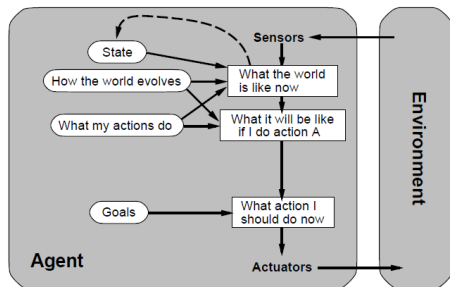 Sensors
State
How the world evolves
What the world
is like now
What my actions do
What it will be like
if I do action A
Goals
What action I
should do now
Agent
Actuators
Environment